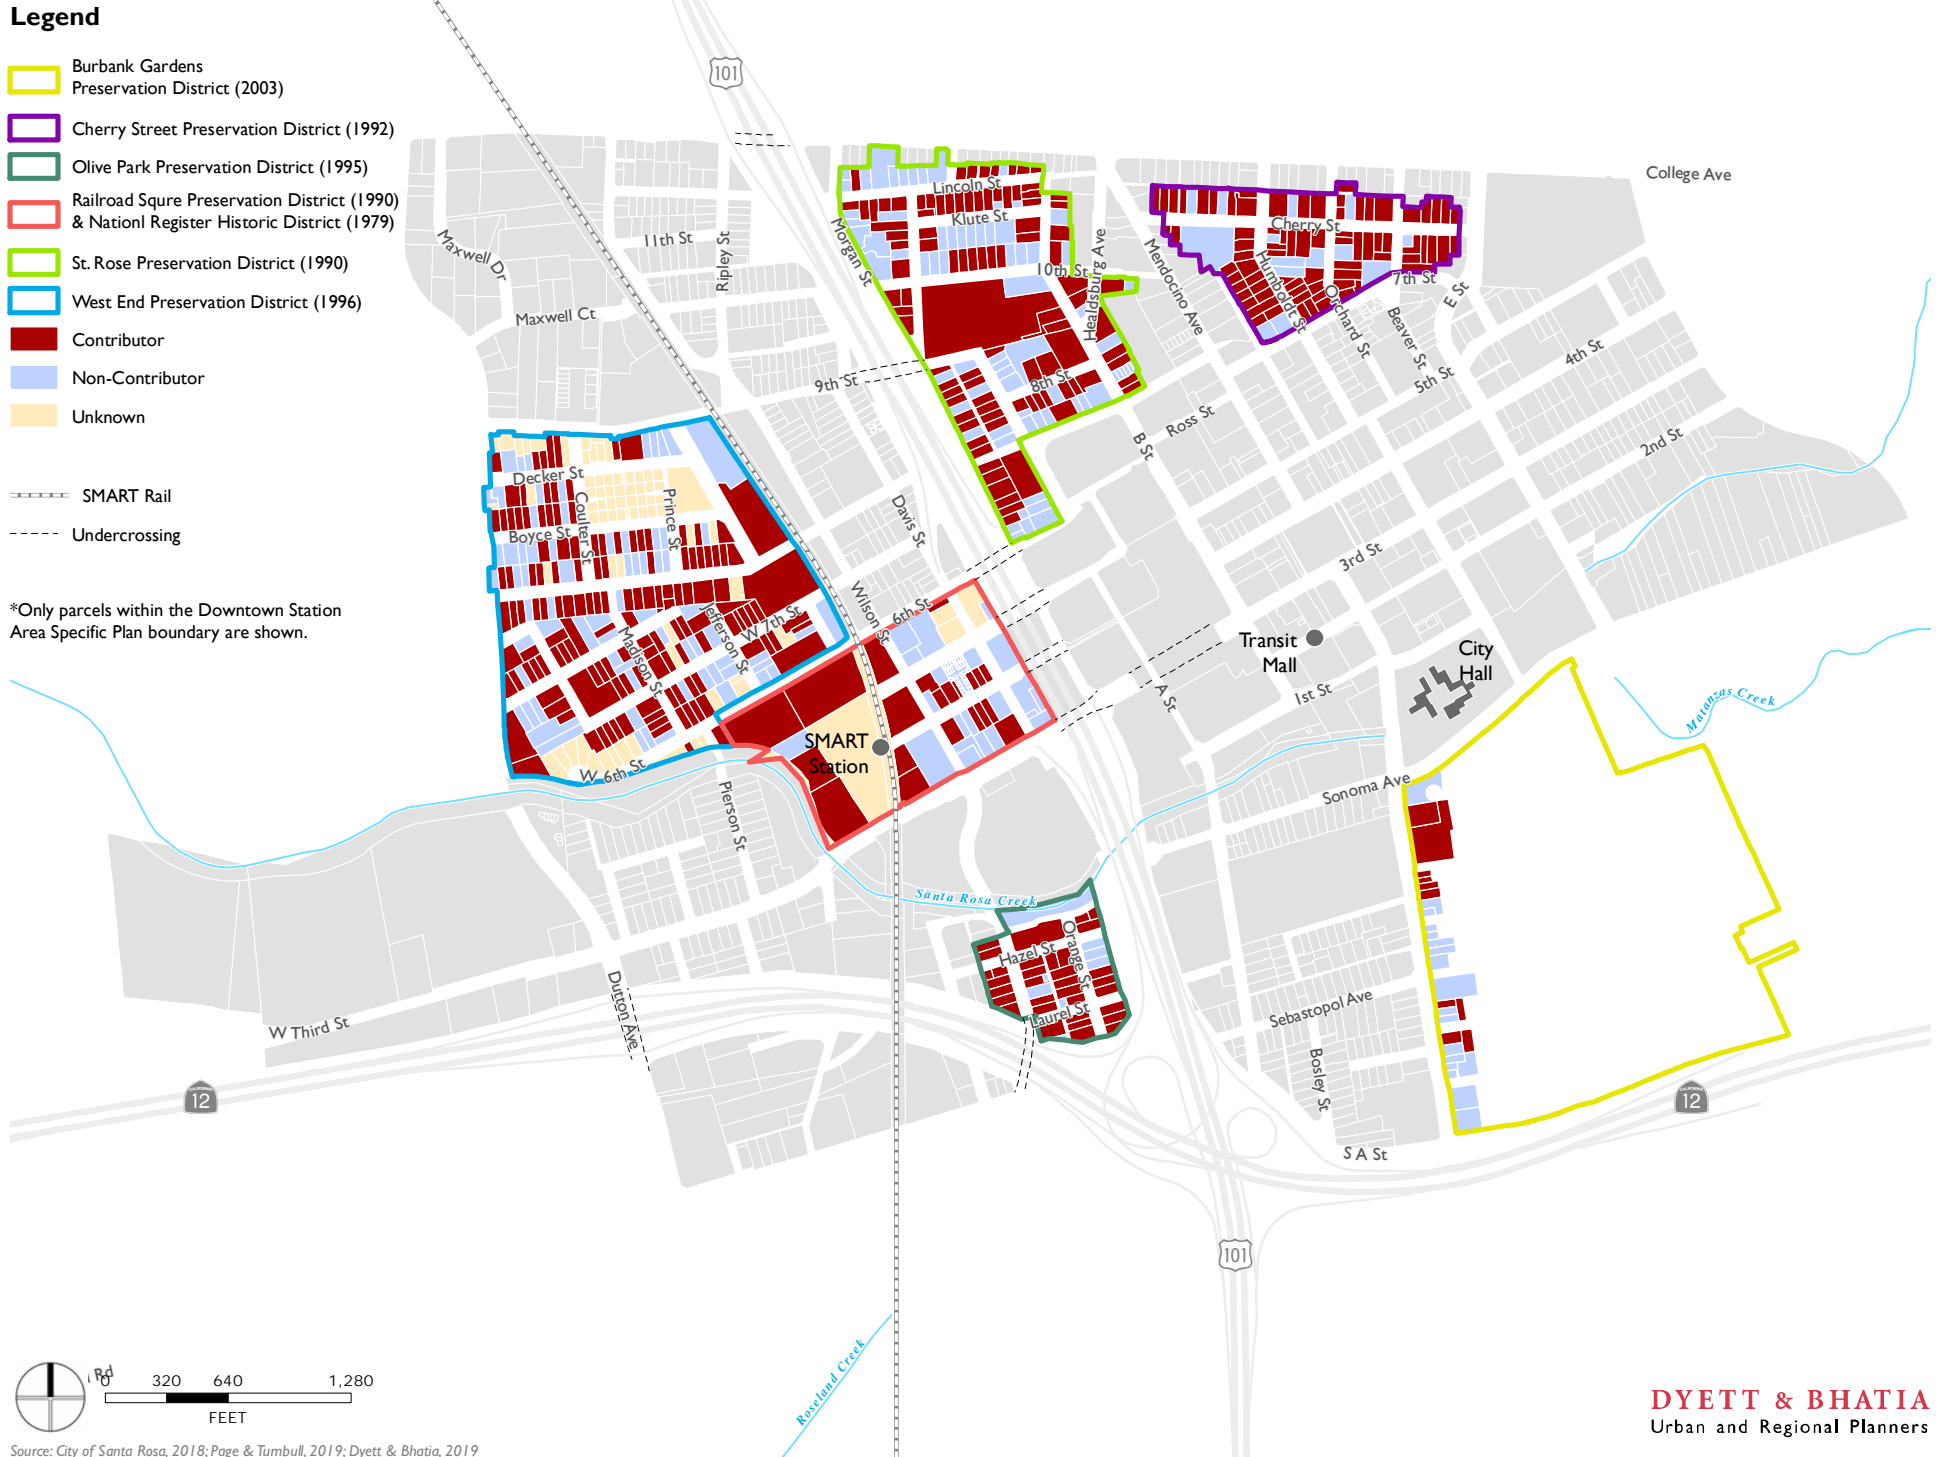 Legend
Burbank Gardens
Preservation District (2003)
Cherry Street Preservation District (1992)
Olive Park Preservation District (1995)
Railroad Squre Preservation District (1990)
& Nationl Register Historic District (1979)
St. Rose Preservation District (1990)
West End Preservation District (1996)
Contributor
Non-Contributor
Unknown
SMART Rail
Undercrossing
*Only parcels within the Downtown Station
Area Specific Plan boundary are shown.
101
College Ave
Lincoln St
Klute St
Cherry St
11th St
Ripley St
Maxwell Dr
Morgan St
Healdsburg Ave
Mendocino Ave
Humboldt St
10th St
7th St
E St
Orchard St
Beaver St
Maxwell Ct
4th St
9th St
8th St
5th St
Ross St
B St
2nd St
Decker St
Coulter St
Prince St
Boyce St
Davis St
3rd St
Wilson St
6th St
Jefferson St
W 7th St
Madison St
Transit
Mall
City
Hall
A St
1st St
Matanzas Creek
SMART
Station
W 6th St
Pierson St
Sonoma Ave
Santa Rosa Creek
Orange St
Hazel St
Laurel St
Dutton Ave
W Third St
Sebastopol Ave
Bosley St
CALIFORNIA
12
CALIFORNIA
12
S A St
101
Roseland Creek
Rd
0 320 640 1,280
FEET
Source: City of Santa Rosa, 2018; Page & Turnbull, 2019; Dyett & Bhatia, 2019
DYETT & BHATIA
Urban and Regional Planners